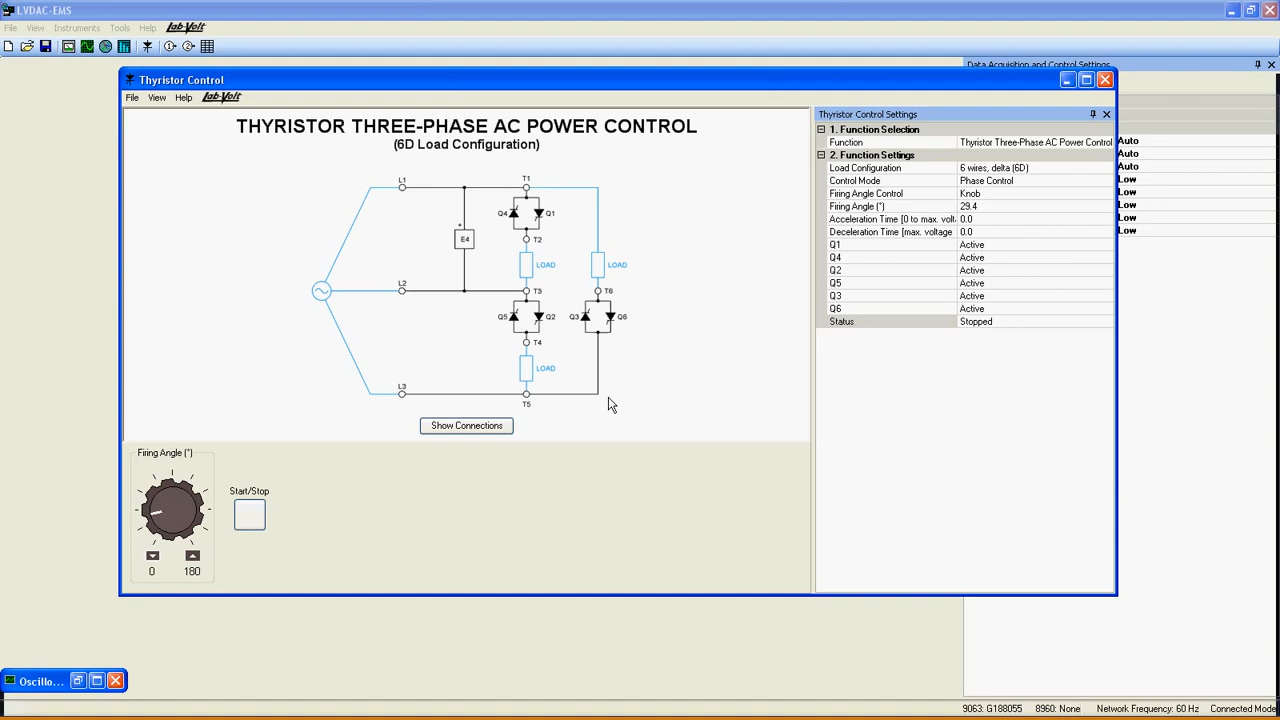 LVDAC-EMS
File View Instruments Tools Help Lab-Volt
Data Acquisition and Control Settings
Thyristor Control
File View Help Lab-Volt
THYRISTOR THREE-PHASE AC POWER CONTROL
(6D Load Configuration)
L1
T1
Q4
Q1
+
E4
T2
LOAD
LOAD
L2
T3
T6
Q5
Q2
Q3
Q6
T4
LOAD
L3
T5
Show Connections
Firing Angle (°)
Start/Stop
0
180
Thyristor Control Settings
1. Function Selection
Function Thyristor Three-Phase AC Power Control
2. Function Settings
Load Configuration 6 wires, delta (6D)
Control Mode Phase Control
Firing Angle Control Knob
Firing Angle (°) 29.4
Acceleration Time [0 to max. volt 0.0
Deceleration Time [max. voltage 0.0
Q1 Active
Q4 Active
Q2 Active
Q5 Active
Q3 Active
Q6 Active
Status Stopped
Auto
Auto
Auto
Low
Low
Low
Low
Low
Oscillo...
9063: G188055 8960: None Network Frequency: 60 Hz Connected Mode